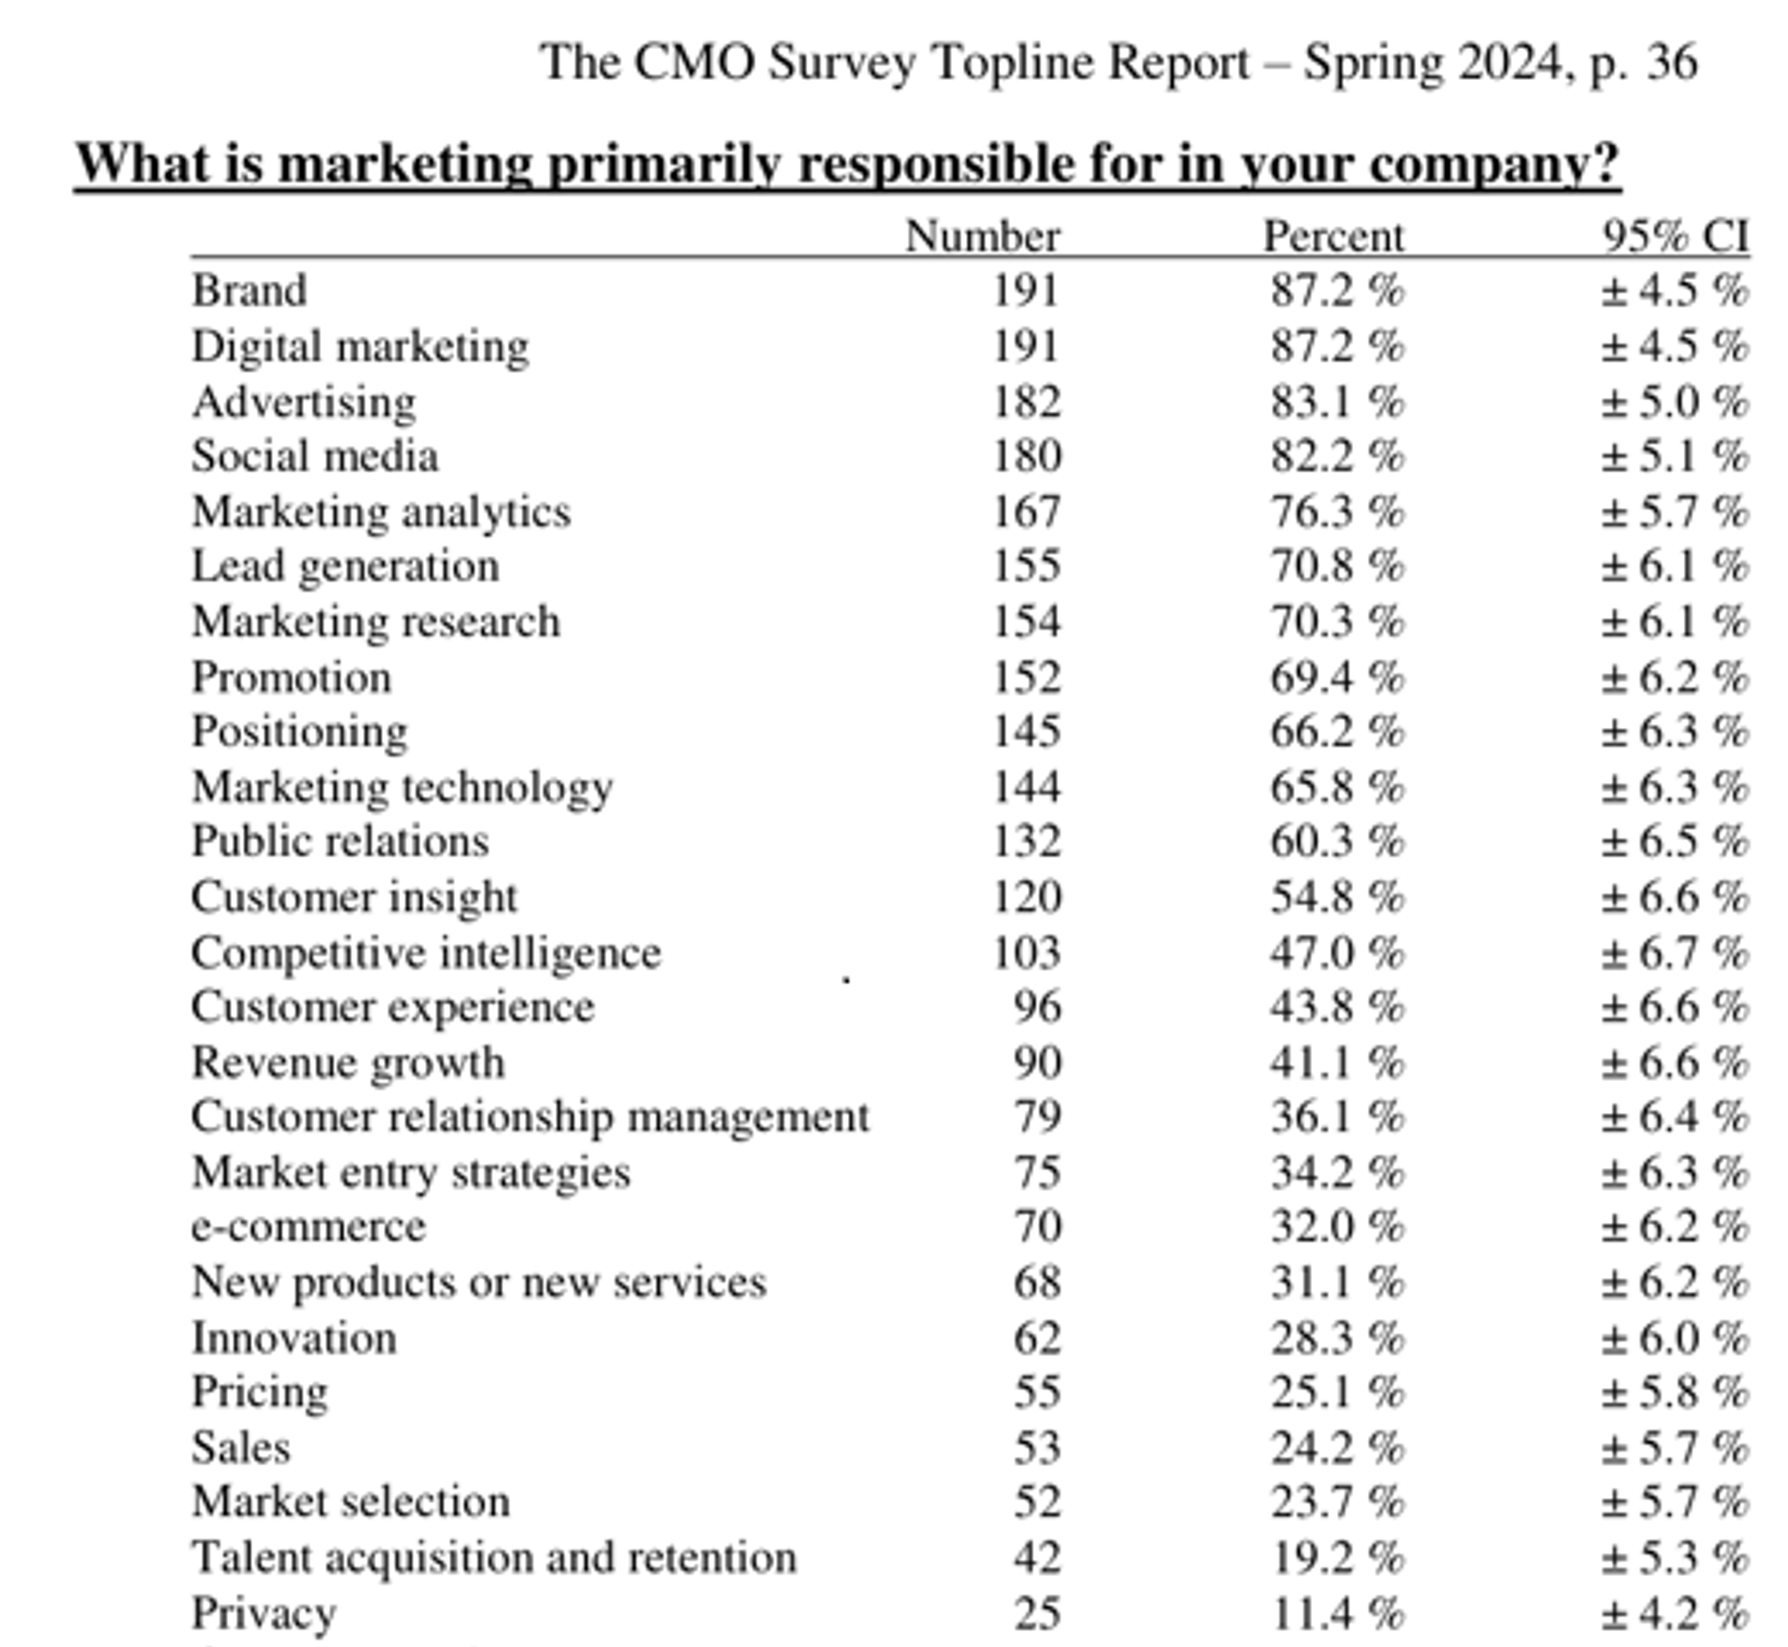 The CMO Survey Topline Report – Spring 2024, p. 36
What is marketing primarily responsible for in your company?
Number Percent 95% CI
Brand 191 87.2 % ± 4.5 %
Digital marketing 191 87.2 % ± 4.5 %
Advertising 182 83.1 % ± 5.0 %
Social media 180 82.2 % ± 5.1 %
Marketing analytics 167 76.3 % ± 5.7 %
Lead generation 155 70.8 % ± 6.1 %
Marketing research 154 70.3 % ± 6.1 %
Promotion 152 69.4 % ± 6.2 %
Positioning 145 66.2 % ± 6.3 %
Marketing technology 144 65.8 % ± 6.3 %
Public relations 132 60.3 % ± 6.5 %
Customer insight 120 54.8 % ± 6.6 %
Competitive intelligence 103 47.0 % ± 6.7 %
Customer experience 96 43.8 % ± 6.6 %
Revenue growth 90 41.1 % ± 6.6 %
Customer relationship management 79 36.1 % ± 6.4 %
Market entry strategies 75 34.2 % ± 6.3 %
e-commerce 70 32.0 % ± 6.2 %
New products or new services 68 31.1 % ± 6.2 %
Innovation 62 28.3 % ± 6.0 %
Pricing 55 25.1 % ± 5.8 %
Sales 53 24.2 % ± 5.7 %
Market selection 52 23.7 % ± 5.7 %
Talent acquisition and retention 42 19.2 % ± 5.3 %
Privacy 25 11.4 % ± 4.2 %